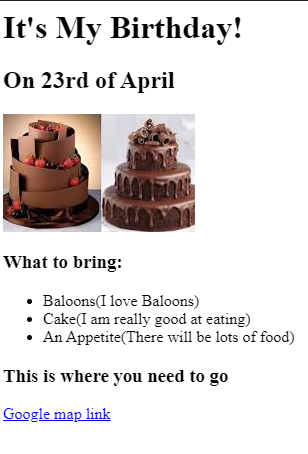 It's My Birthday!
On 23rd of April
What to bring:
Baloons(I love Baloons)
Cake(I am really good at eating)
An Appetite(There will be lots of food)
This is where you need to go
Google map link